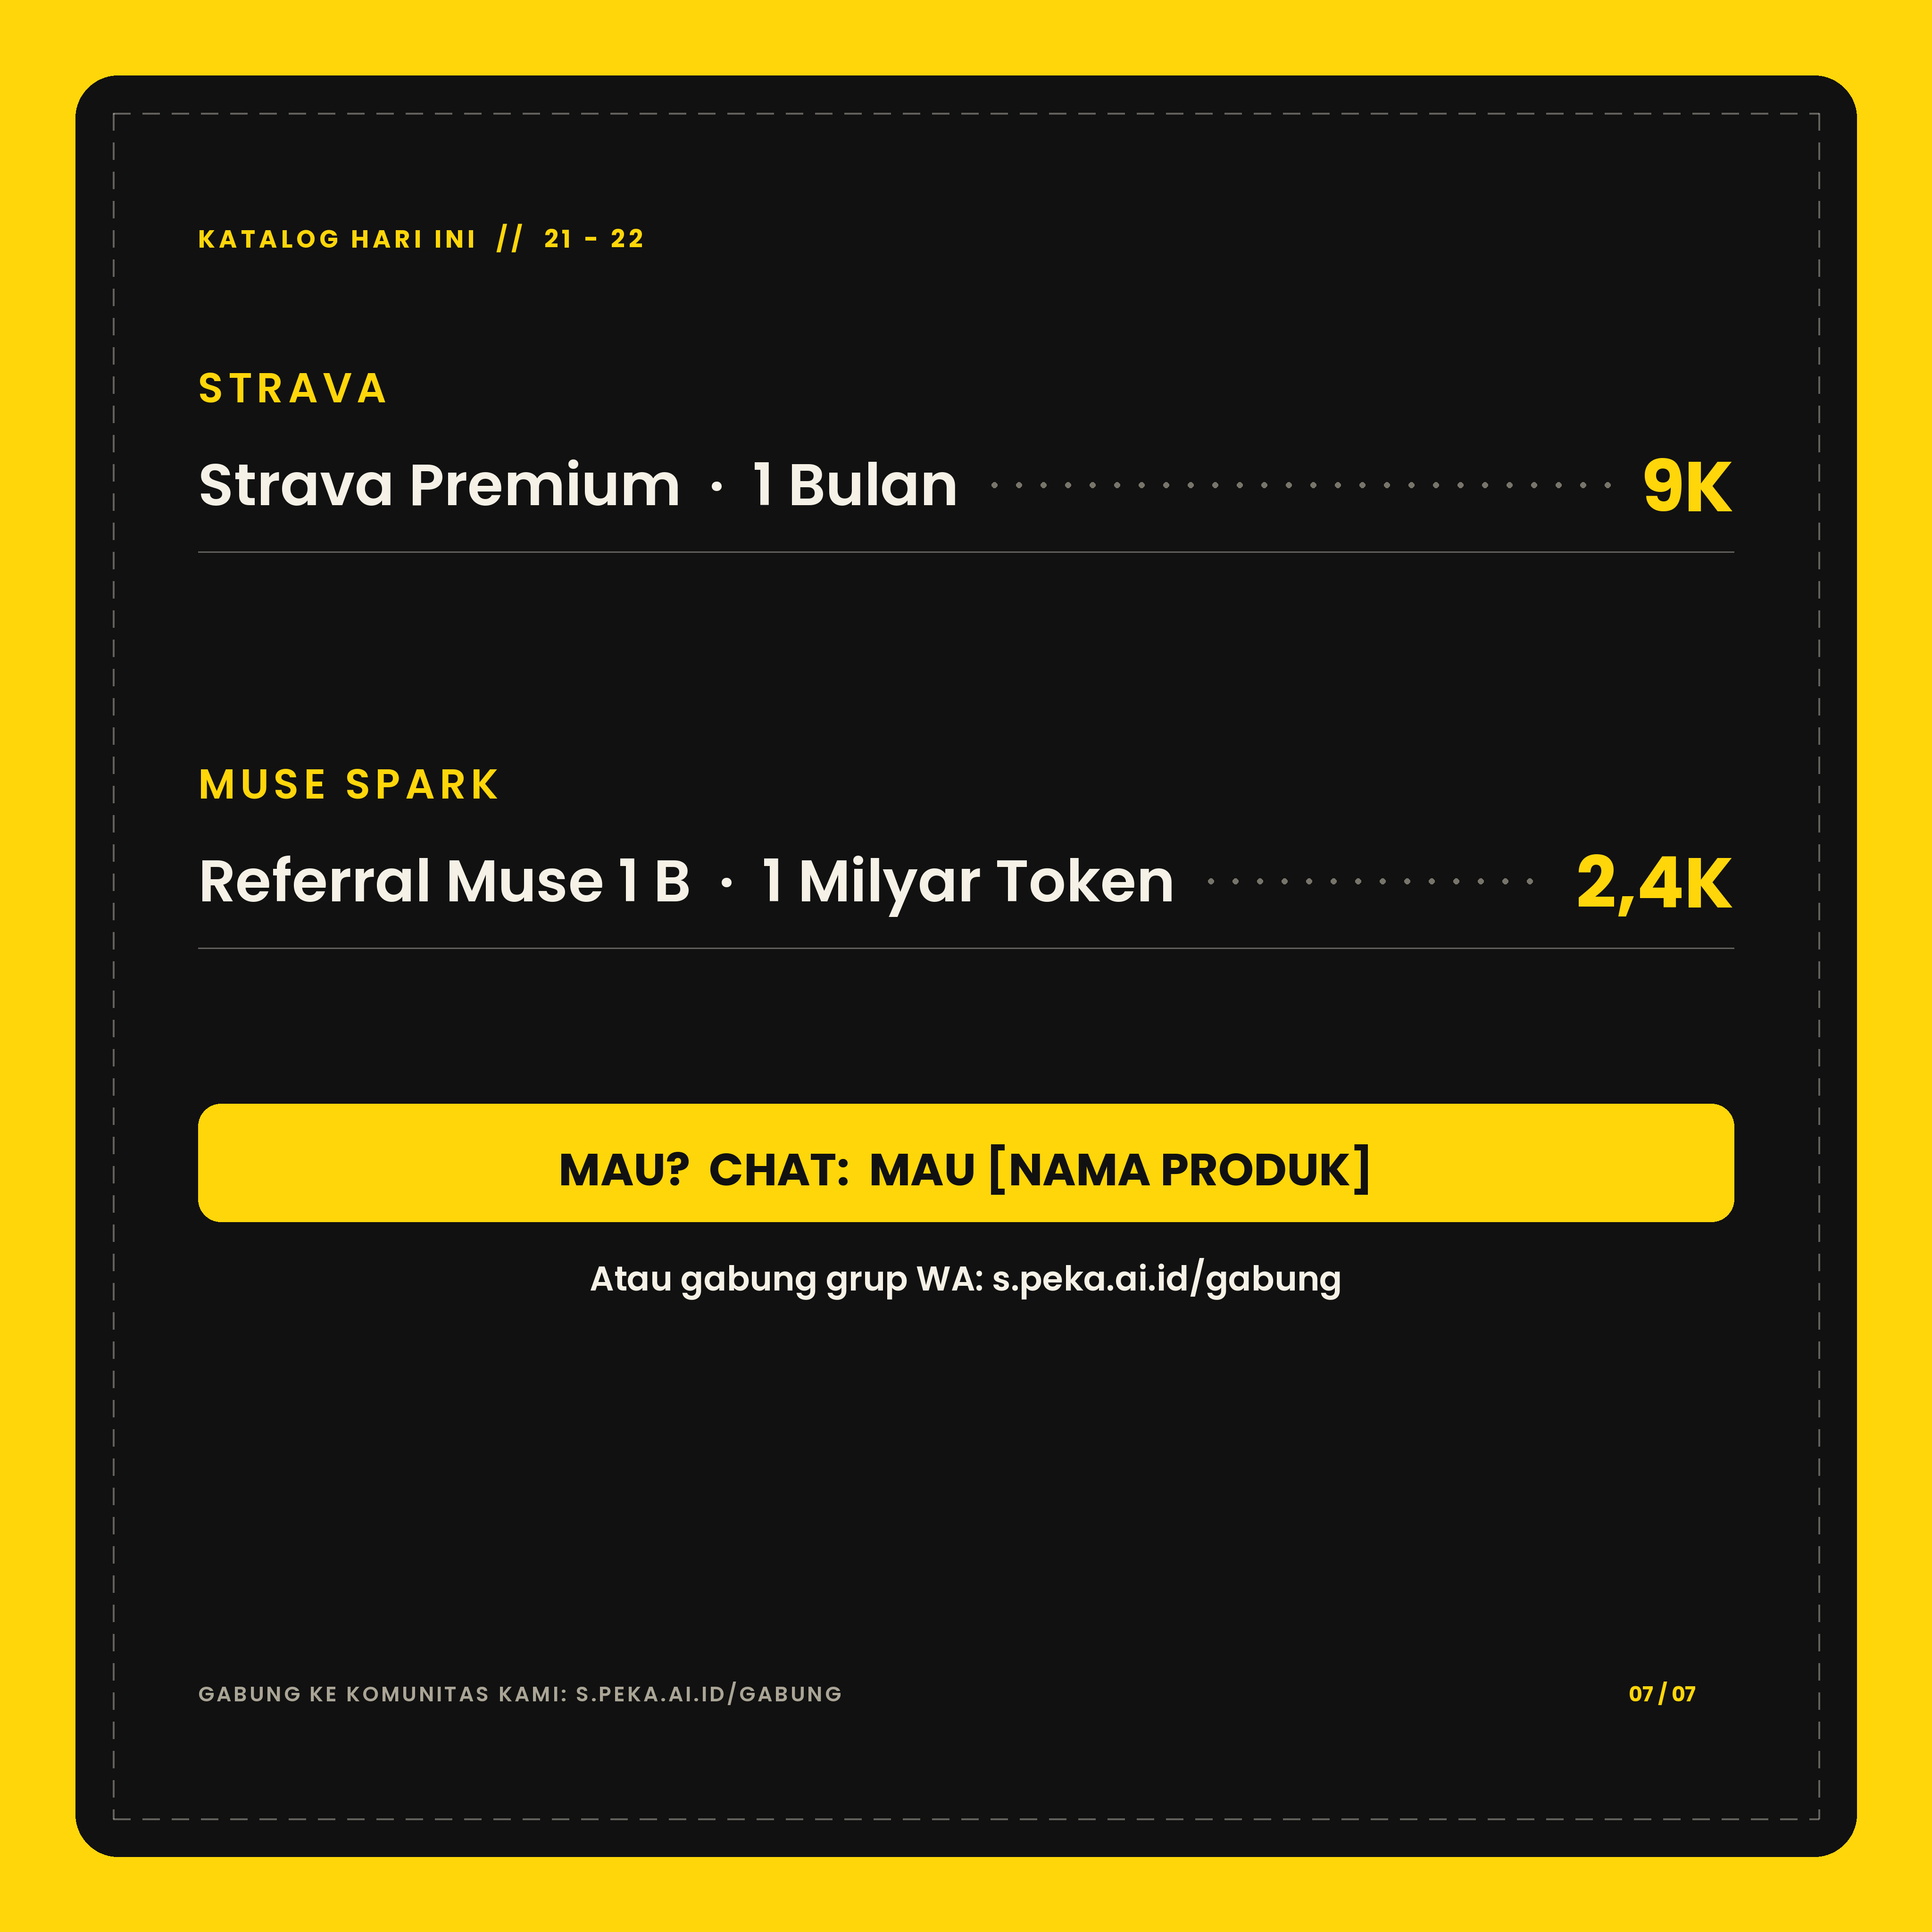 KATALOG HARI INI // 21 - 22
STRAVA
Strava Premium · 1 Bulan 9K
MUSE SPARK
Referral Muse 1 B · 1 Milyar Token 2,4K
MAU? CHAT: MAU [NAMA PRODUK]
Atau gabung grup WA: s.peka.ai.id/gabung
GABUNG KE KOMUNITAS KAMI: S.PEKA.AI.ID/GABUNG 07 / 07